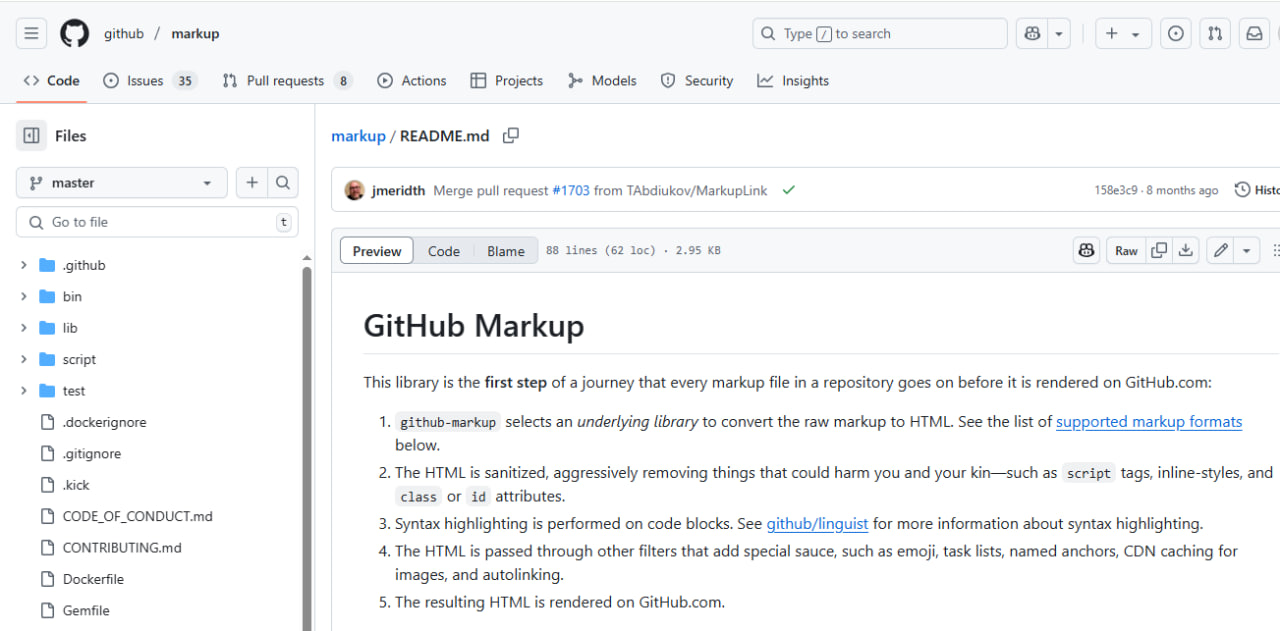 github / markup
Type / to search
Code
Issues 35
Pull requests 8
Actions
Projects
Models
Security
Insights
Files
master
Go to file
t
.github
bin
lib
script
test
.dockerignore
.gitignore
.kick
CODE_OF_CONDUCT.md
CONTRIBUTING.md
Dockerfile
Gemfile
markup / README.md
jmeridth Merge pull request #1703 from TAbdiukov/MarkupLink
158e3c9 · 8 months ago
Histo
Preview
Code
Blame
88 lines (62 loc) · 2.95 KB
Raw
GitHub Markup
This library is the first step of a journey that every markup file in a repository goes on before it is rendered on GitHub.com:
1. github-markup selects an underlying library to convert the raw markup to HTML. See the list of supported markup formats
below.
2. The HTML is sanitized, aggressively removing things that could harm you and your kin—such as script tags, inline-styles, and
class or id attributes.
3. Syntax highlighting is performed on code blocks. See github/linguist for more information about syntax highlighting.
4. The HTML is passed through other filters that add special sauce, such as emoji, task lists, named anchors, CDN caching for
images, and autolinking.
5. The resulting HTML is rendered on GitHub.com.